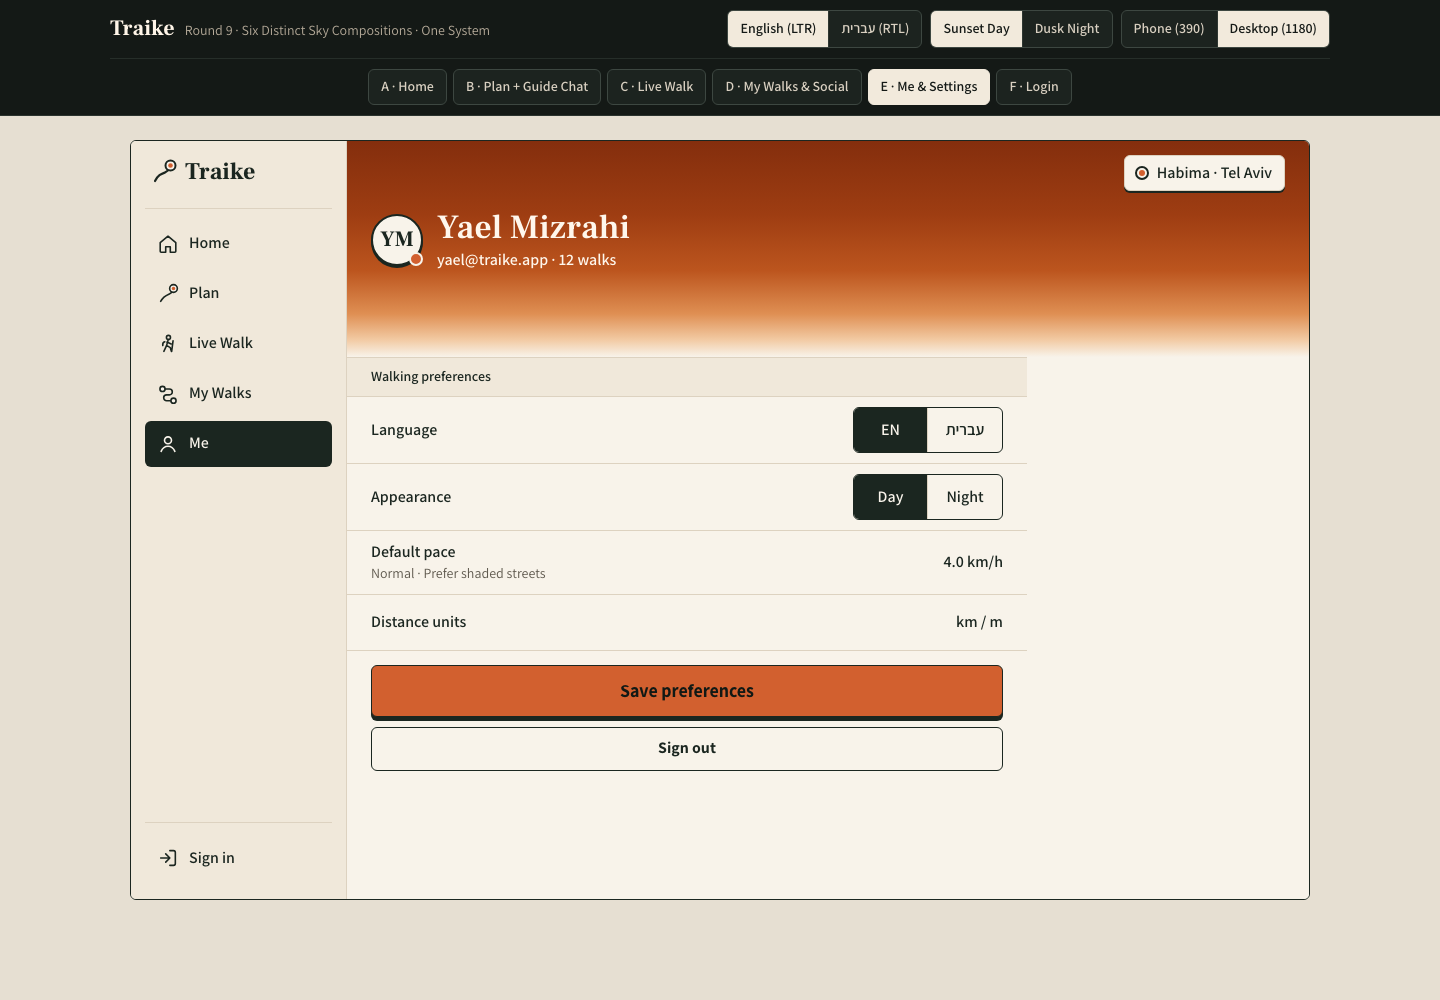 Traike
Round 9 · Six Distinct Sky Compositions · One System
English (LTR)
עברית (RTL)
Sunset Day
Dusk Night
Phone (390)
Desktop (1180)
A · Home
B · Plan + Guide Chat
C · Live Walk
D · My Walks & Social
E · Me & Settings
F · Login
Traike
Home
Plan
Live Walk
My Walks
Me
Sign in
Habima · Tel Aviv
YM
Yael Mizrahi
yael@traike.app · 12 walks
Walking preferences
Language
EN
עברית
Appearance
Day
Night
Default pace
Normal · Prefer shaded streets
4.0 km/h
Distance units
km / m
Save preferences
Sign out